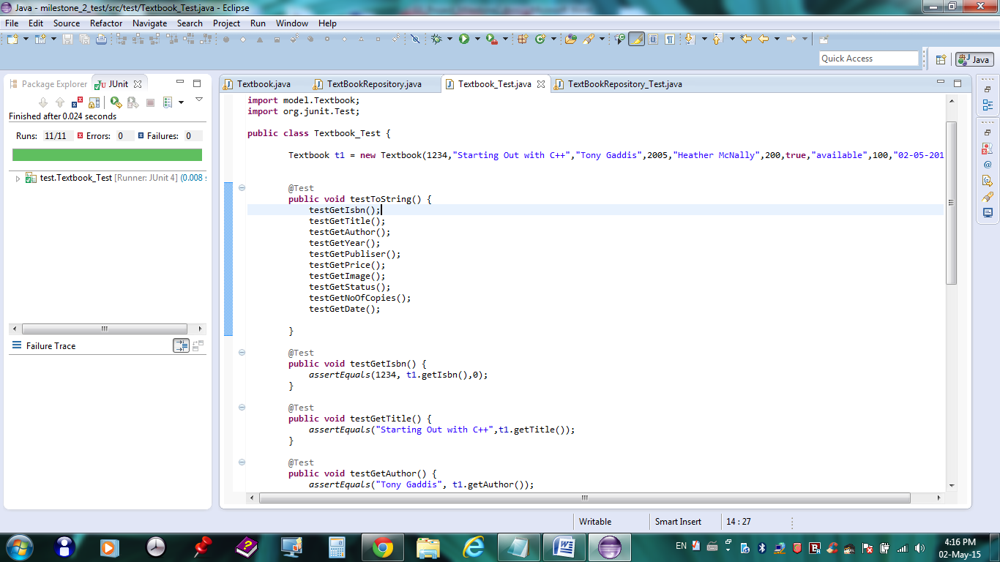 Java - milestone_2_test/src/test/Textbook_Test.java - Eclipse
File Edit Source Refactor Navigate Search Project Run Window Help
Quick Access
Java
Package Explorer JUnit
Finished after 0.024 seconds
Runs: 11/11 Errors: 0 Failures: 0
test.Textbook_Test [Runner: JUnit 4] (0.008 s
Failure Trace
Textbook.java TextBookRepository.java Textbook_Test.java TextBookRepository_Test.java
import model.Textbook;
import org.junit.Test;
public class Textbook_Test {
Textbook t1 = new Textbook(1234,"Starting Out with C++","Tony Gaddis",2005,"Heather McNally",200,true,"available",100,"02-05-201
@Test
public void testToString() {
testGetIsbn();
testGetTitle();
testGetAuthor();
testGetYear();
testGetPubliser();
testGetPrice();
testGetImage();
testGetStatus();
testGetNoOfCopies();
testGetDate();
}
@Test
public void testGetIsbn() {
assertEquals(1234, t1.getIsbn(),0);
}
@Test
public void testGetTitle() {
assertEquals("Starting Out with C++",t1.getTitle());
}
@Test
public void testGetAuthor() {
assertEquals("Tony Gaddis", t1.getAuthor());
Writable Smart Insert 14 : 27
EN
4:16 PM
02-May-15